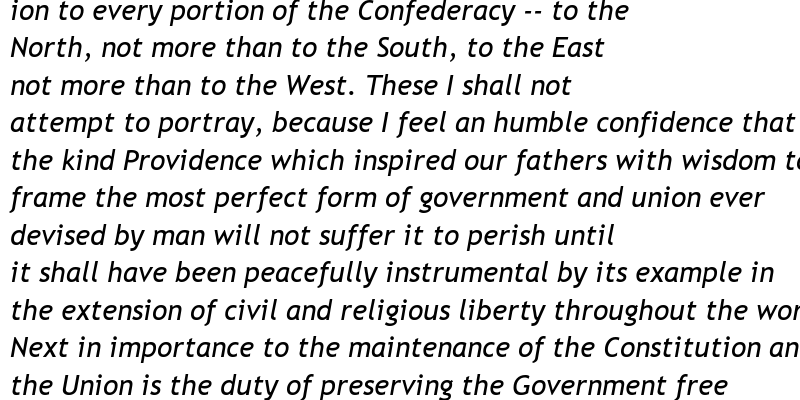 ion to every portion of the Confederacy -- to the
North, not more than to the South, to the East
not more than to the West. These I shall not
attempt to portray, because I feel an humble confidence that
the kind Providence which inspired our fathers with wisdom to
frame the most perfect form of government and union ever
devised by man will not suffer it to perish until
it shall have been peacefully instrumental by its example in
the extension of civil and religious liberty throughout the
Next in importance to the maintenance of the Constitution
the Union is the duty of preserving the Government free